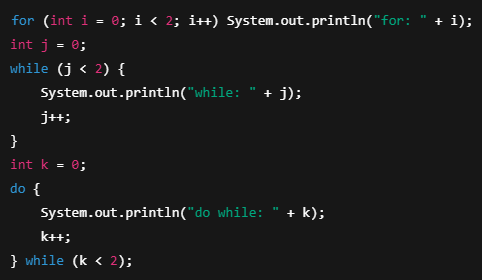 for (int i = 0; i < 2; i++) System.out.println("for: " + i);
int j = 0;
while (j < 2) {
    System.out.println("while: " + j);
    j++;
}
int k = 0;
do {
    System.out.println("do while: " + k);
    k++;
} while (k < 2);